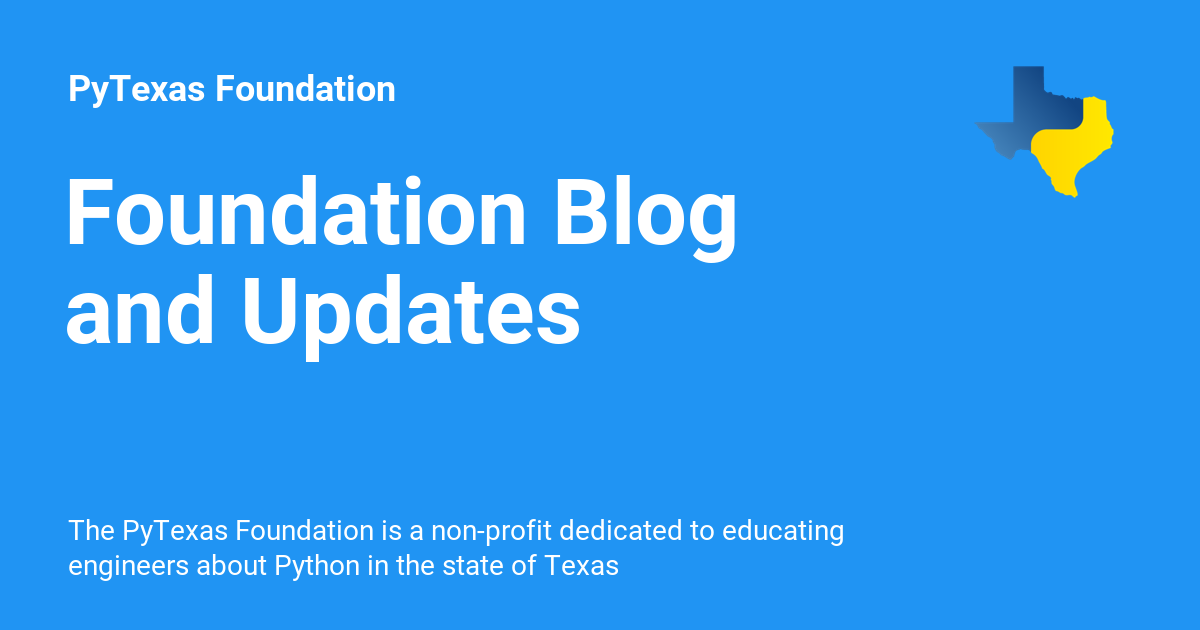 PyTexas Foundation
Foundation Blog
and Updates
The PyTexas Foundation is a non-profit dedicated to educating
engineers about Python in the state of Texas